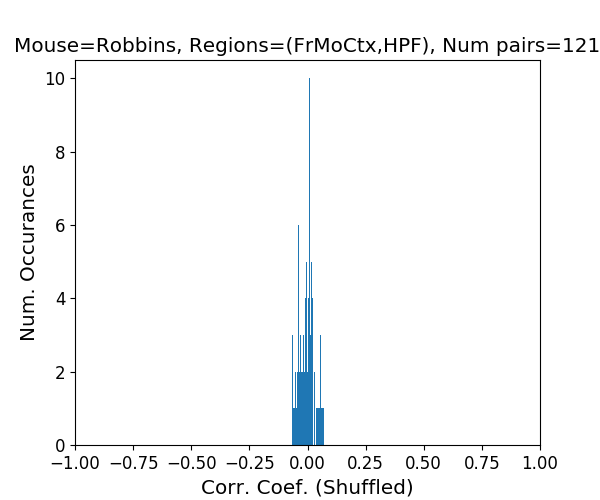 Mouse=Robbins, Regions=(FrMoCtx,HPF), Num pairs=121
10
8
6
4
2
0
Num. Occurances
−1.00 −0.75 −0.50 −0.25 0.00 0.25 0.50 0.75 1.00
Corr. Coef. (Shuffled)